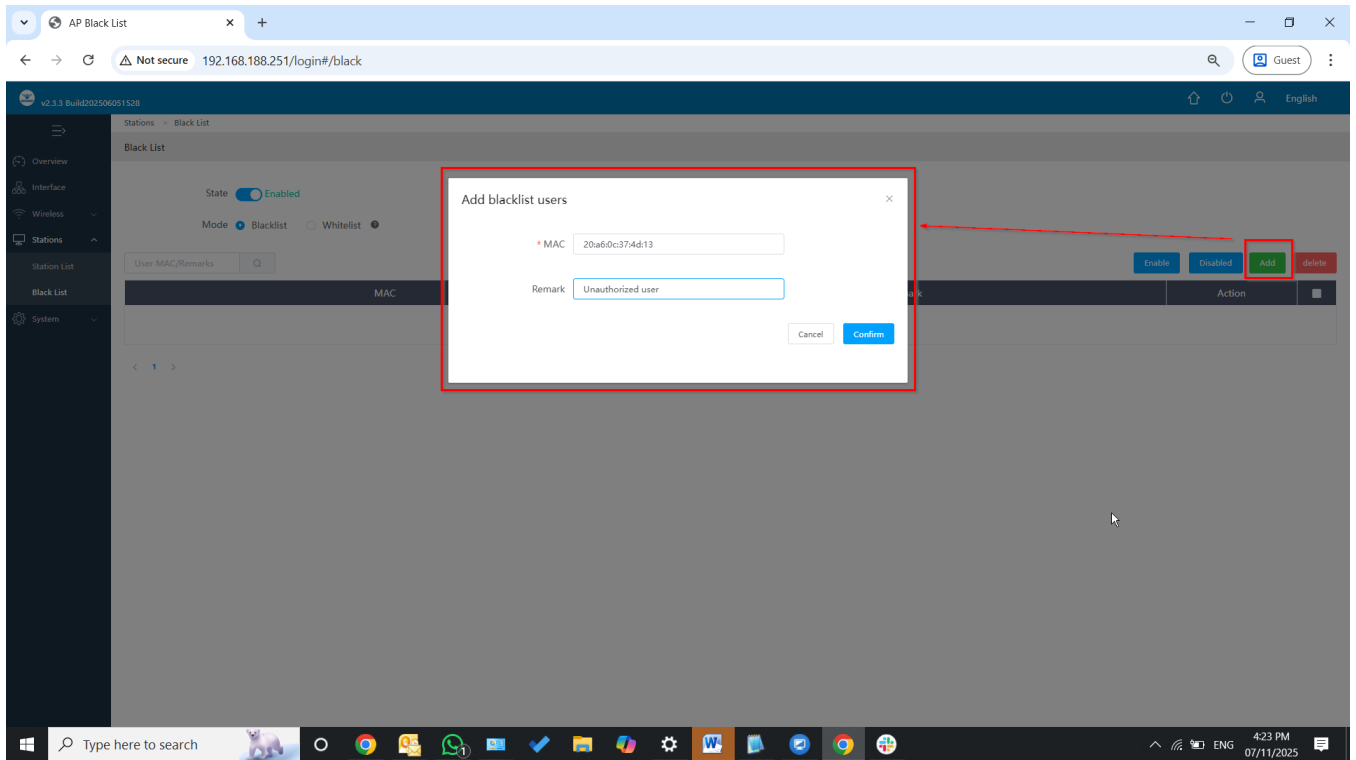 AP Black List
Not secure 192.168.188.251/login#/black
Guest
v2.3.3 Build202506051528
English
Stations > Black List
Black List
Overview
Interface
Wireless
Stations
Station List
Black List
System
State Enabled
Mode Blacklist Whitelist
User MAC/Remarks
Enable Disabled Add delete
MAC
Action
1
Add blacklist users
* MAC 20:a6:0c:37:4d:13
Remark Unauthorized user
Cancel Confirm
Type here to search
1
ENG
4:23 PM
07/11/2025